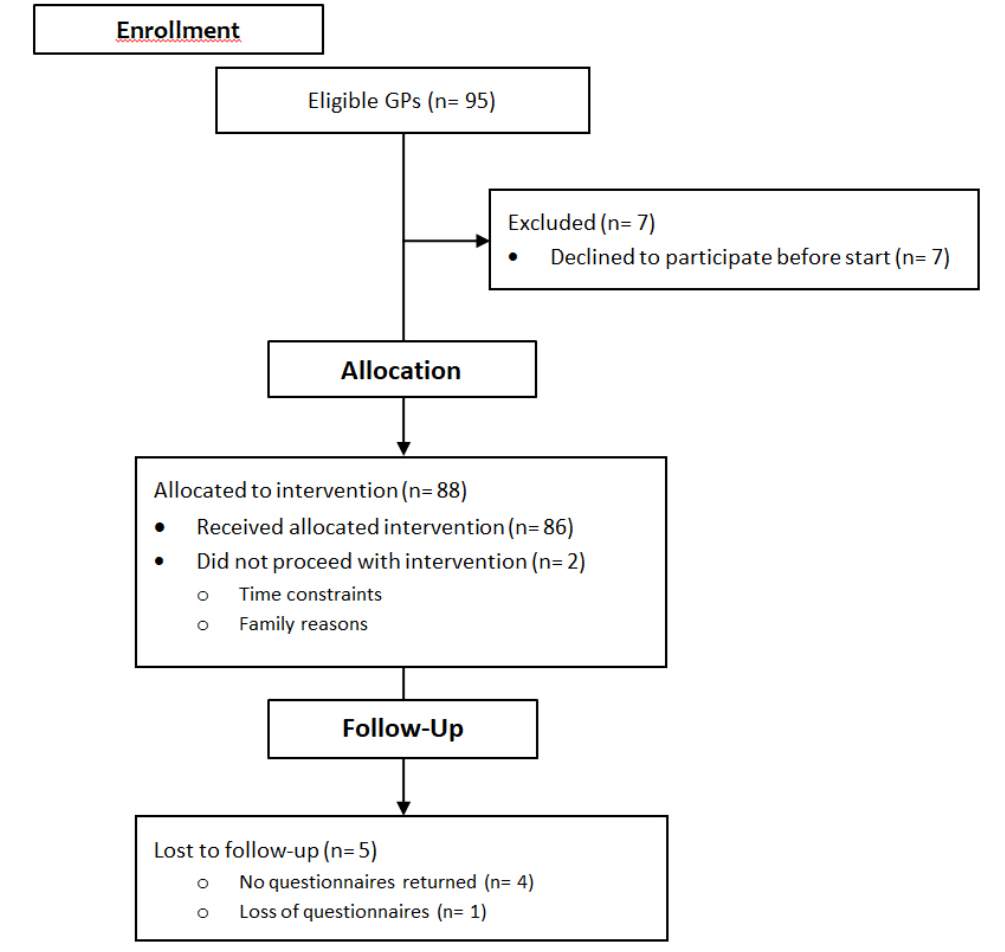 Enrollment
Eligible GPs (n= 95)
Excluded (n= 7)
• Declined to participate before start (n= 7)
Allocation
Allocated to intervention (n= 88)
• Received allocated intervention (n= 86)
• Did not proceed with intervention (n= 2)
o Time constraints
o Family reasons
Follow-Up
Lost to follow-up (n= 5)
o No questionnaires returned (n= 4)
o Loss of questionnaires (n= 1)